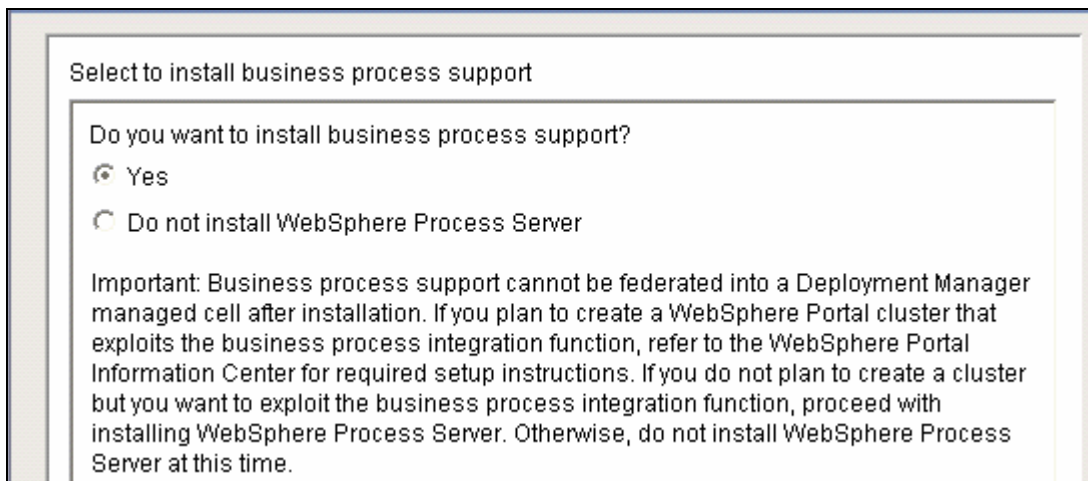 Select to install business process support
Do you want to install business process support?
Yes
Do not install WebSphere Process Server
Important: Business process support cannot be federated into a Deployment Manager
managed cell after installation. If you plan to create a WebSphere Portal cluster that
exploits the business process integration function, refer to the WebSphere Portal
Information Center for required setup instructions. If you do not plan to create a cluster
but you want to exploit the business process integration function, proceed with
installing WebSphere Process Server. Otherwise, do not install WebSphere Process
Server at this time.